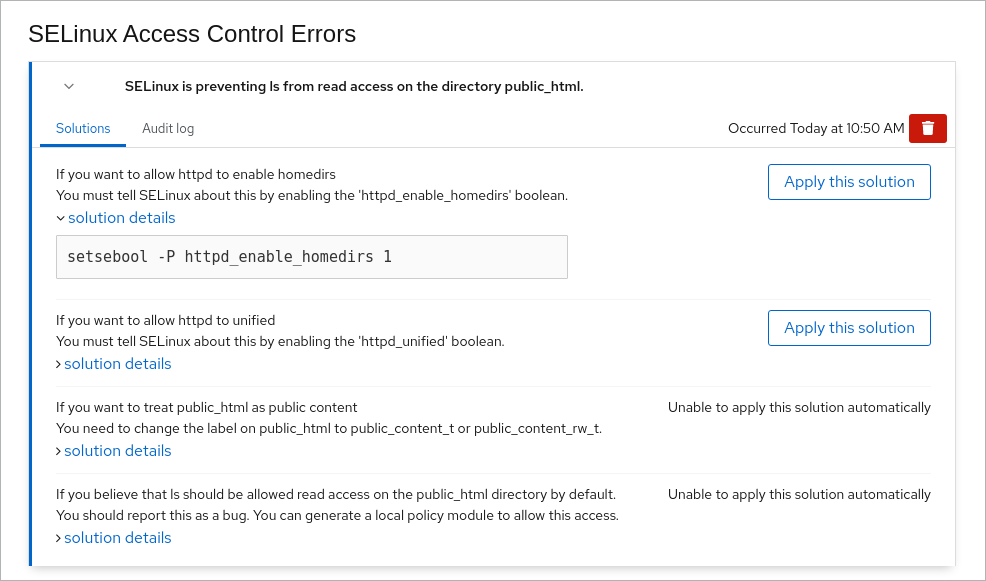 SELinux Access Control Errors
SELinux is preventing ls from read access on the directory public_html.
Solutions
Audit log
Occurred Today at 10:50 AM
If you want to allow httpd to enable homedirs
You must tell SELinux about this by enabling the 'httpd_enable_homedirs' boolean.
Apply this solution
solution details
setsebool -P httpd_enable_homedirs 1
If you want to allow httpd to unified
You must tell SELinux about this by enabling the 'httpd_unified' boolean.
Apply this solution
solution details
If you want to treat public_html as public content
Unable to apply this solution automatically
You need to change the label on public_html to public_content_t or public_content_rw_t.
solution details
If you believe that ls should be allowed read access on the public_html directory by default.
Unable to apply this solution automatically
You should report this as a bug. You can generate a local policy module to allow this access.
solution details